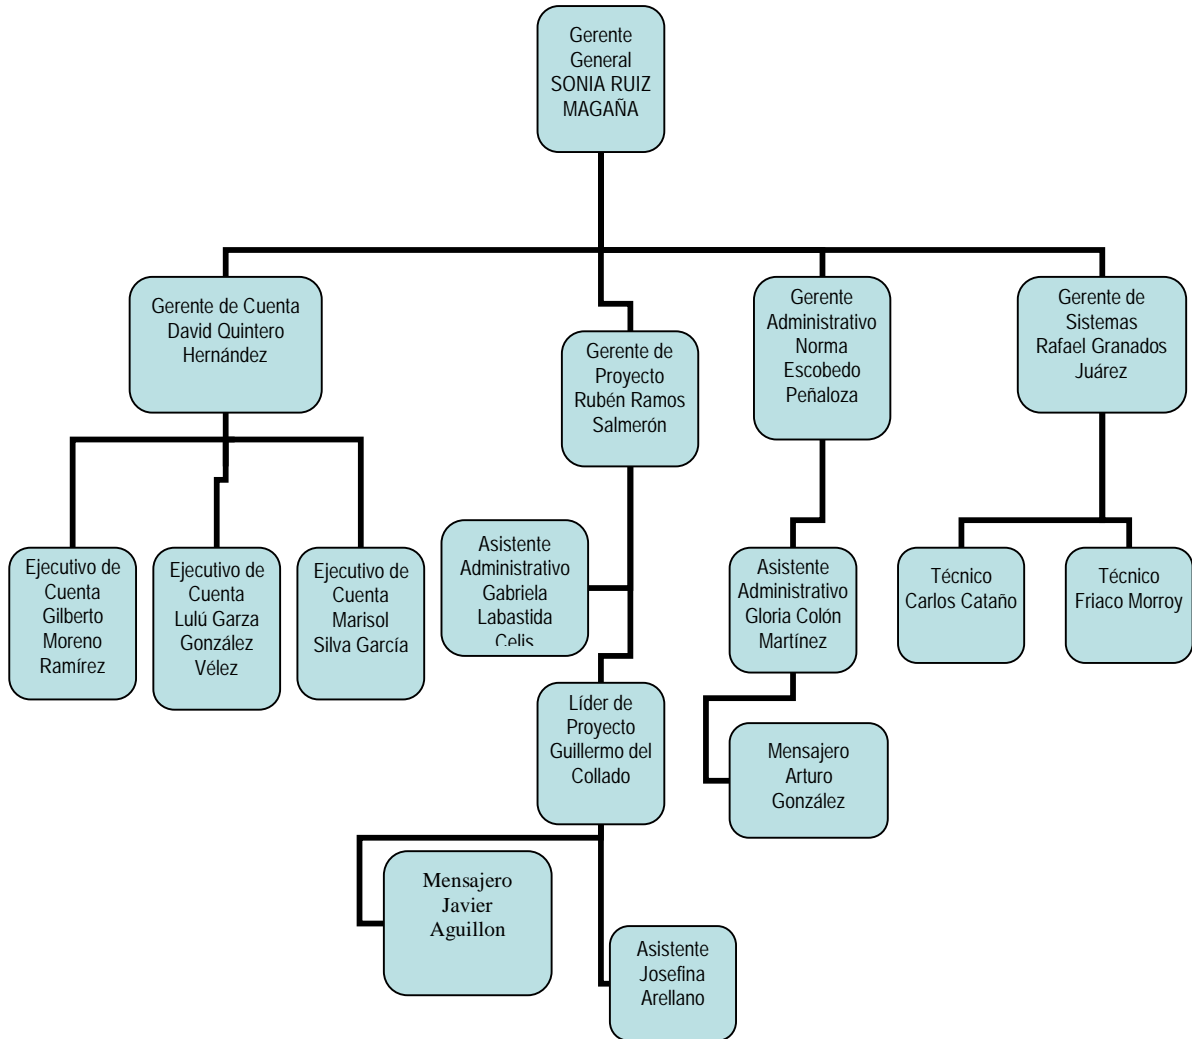 Gerente
General
SONIA RUIZ
MAGAÑA
Gerente de Cuenta
David Quintero
Hernández
Gerente de
Proyecto
Rubén Ramos
Salmerón
Gerente
Administrativo
Norma
Escobedo
Peñaloza
Gerente de
Sistemas
Rafael Granados
Juárez
Ejecutivo de
Cuenta
Gilberto
Moreno
Ramírez
Ejecutivo de
Cuenta
Lulú Garza
González
Vélez
Ejecutivo de
Cuenta
Marisol
Silva García
Asistente
Administrativo
Gabriela
Labastida
Celis
Asistente
Administrativo
Gloria Colón
Martínez
Técnico
Carlos Cataño
Técnico
Friaco Morroy
Líder de
Proyecto
Guillermo del
Collado
Mensajero
Arturo
González
Mensajero
Javier
Aguillon
Asistente
Josefina
Arellano